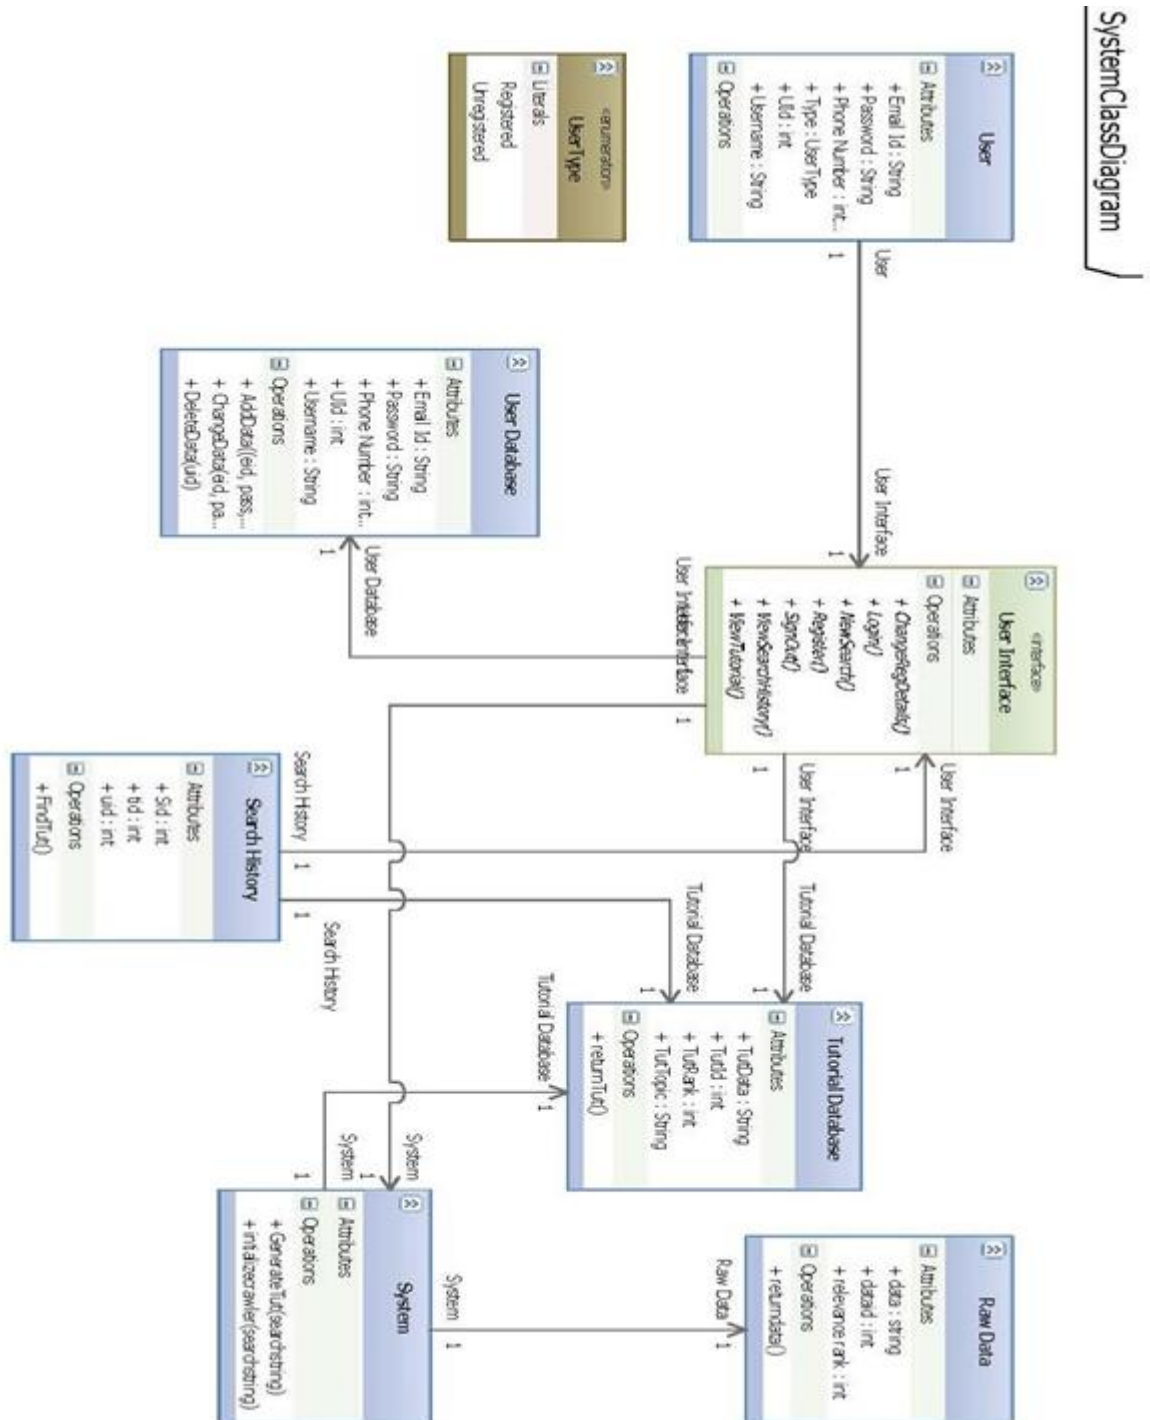 SystemClassDiagram
User
Attributes
+ Email Id : String
+ Password : String
+ Phone Number : int...
+ Type : UserType
+ UId : int
+ Username : String
Operations
«enumeration»
UserType
Literals
Registered
Unregistered
User
1
User Interface
1
«interface»
User Interface
Attributes
Operations
+ ChangeRegDetails()
+ Login()
+ NewSearch()
+ Register()
+ SignOut()
+ ViewSearchHistory()
+ ViewTutorial()
User Database
Attributes
+ Email Id : String
+ Password : String
+ Phone Number : int...
+ UId : int
+ Username : String
Operations
+ AddData((eid, pass,...
+ ChangeData(eid, pa...
+ DeleteData(uid)
User Database
1
User Interface
User Interface
1
User Interface
1
User Interface
1
Search History
1
Search History
1
Search History
Attributes
+ Sid : int
+ tid : int
+ uid : int
Operations
+ FindTut()
Tutorial Database
1
Tutorial Database
1
Tutorial Database
1
Tutorial Database
Attributes
+ TutData : String
+ TutId : int
+ TutRank : int
+ TutTopic : String
Operations
+ returnTut()
System
1
System
1
System
Attributes
Operations
+ GenerateTut(searchstring)
+ intializecrawler(searchstring)
System
1
Raw Data
1
Raw Data
Attributes
+ data : string
+ dataid : int
+ relevance rank : int
Operations
+ returndata()